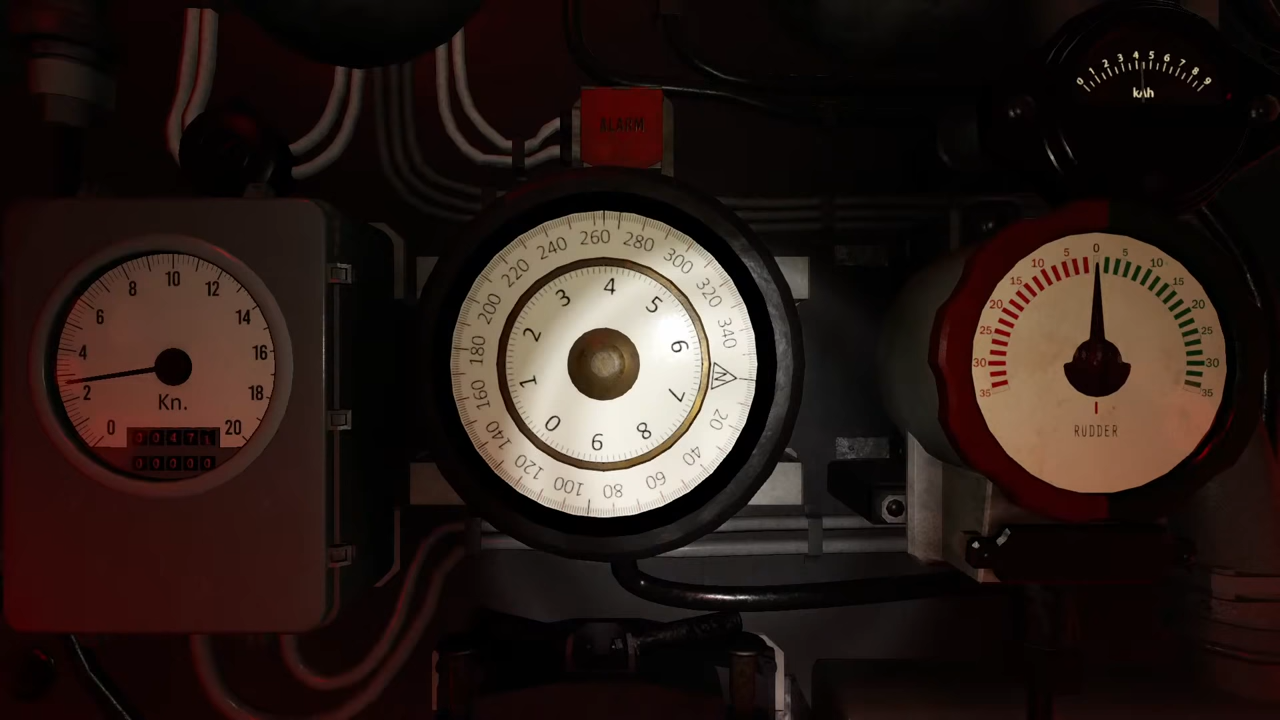 0 1 2 3 4 5 6 7 8 9
kAh
ALARM
0 2 4 6 8 10 12 14 16 18 20
Kn.
00471
00000
N 20 40 60 80 100 120 140 160 180 200 220 240 260 280 300 320 340
0 1 2 3 4 5 6 7 8 9
35 30 25 20 15 10 5 0 5 10 15 20 25 30 35
RUDDER